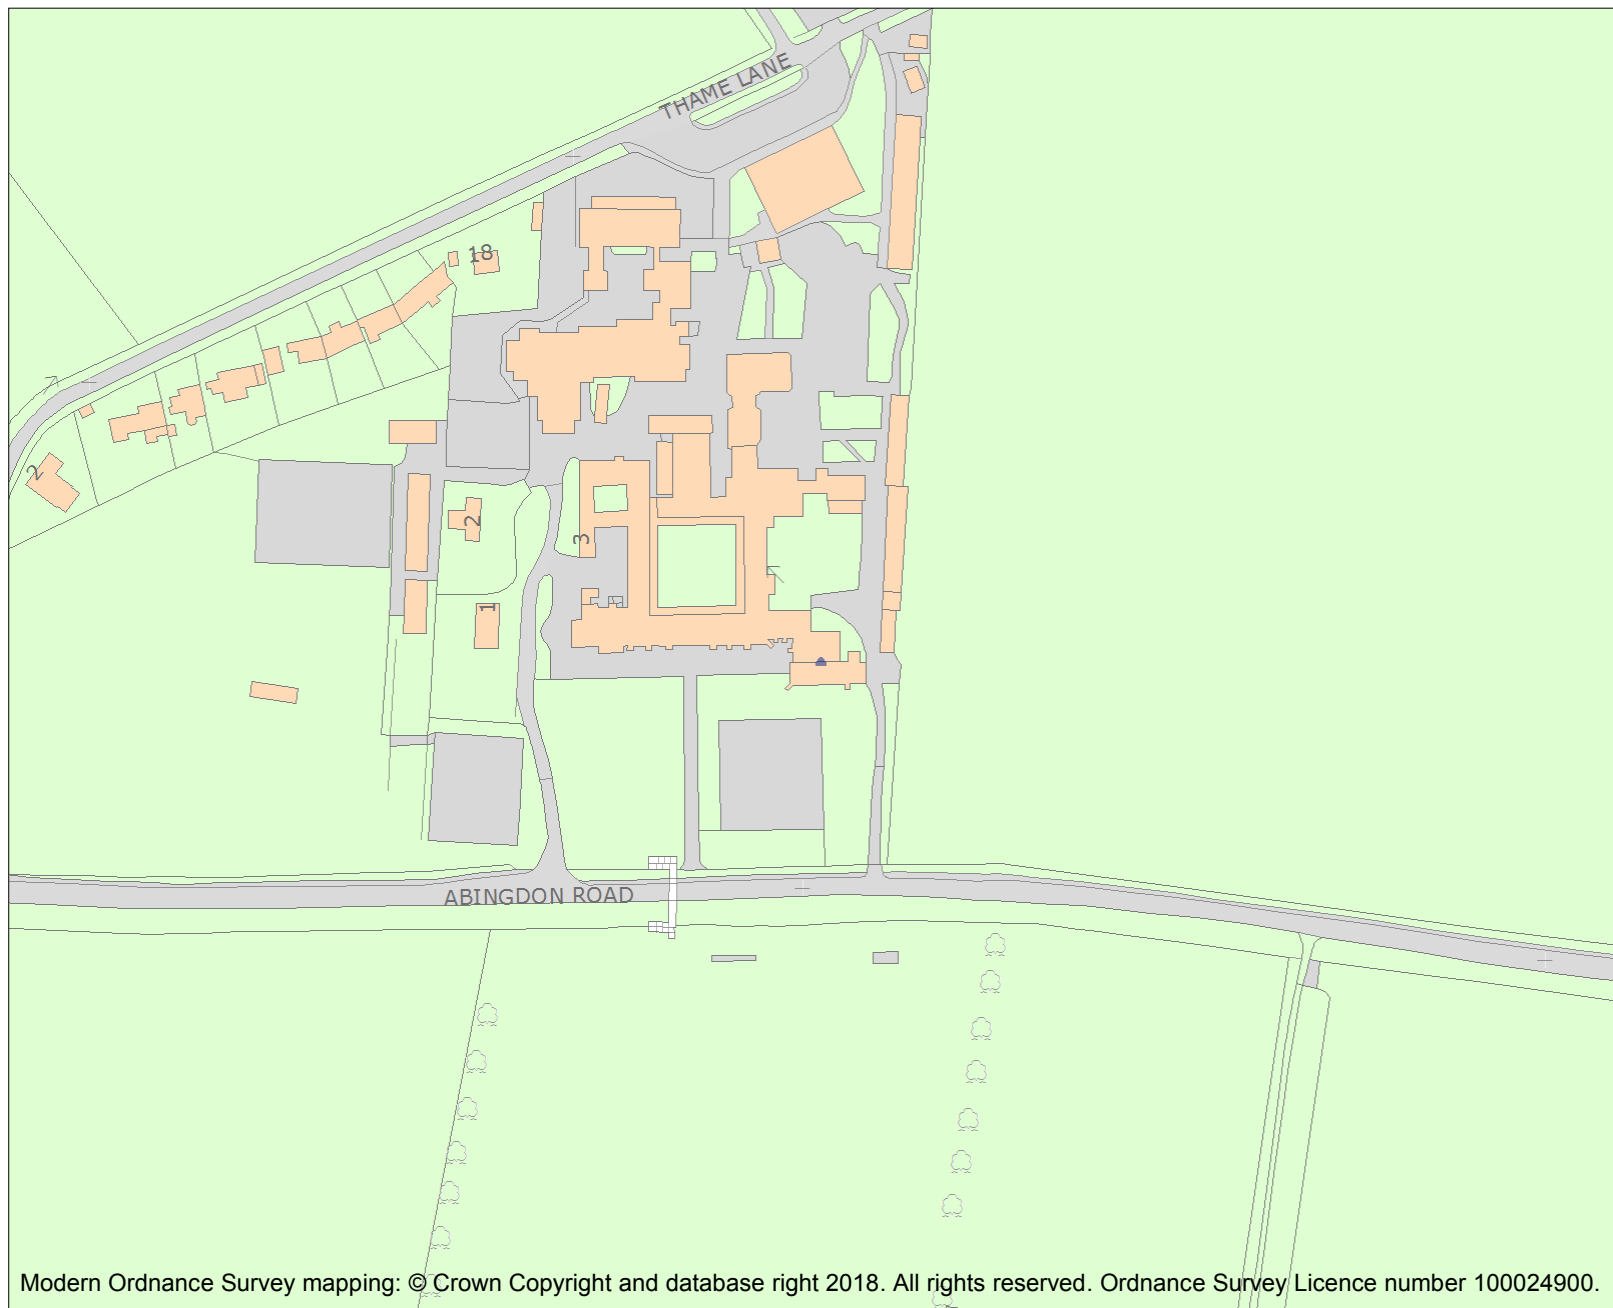 THAME LANE
18
2
2
3
1
ABINGDON ROAD
Modern Ordnance Survey mapping: © Crown Copyright and database right 2018. All rights reserved. Ordnance Survey Licence number 100024900.